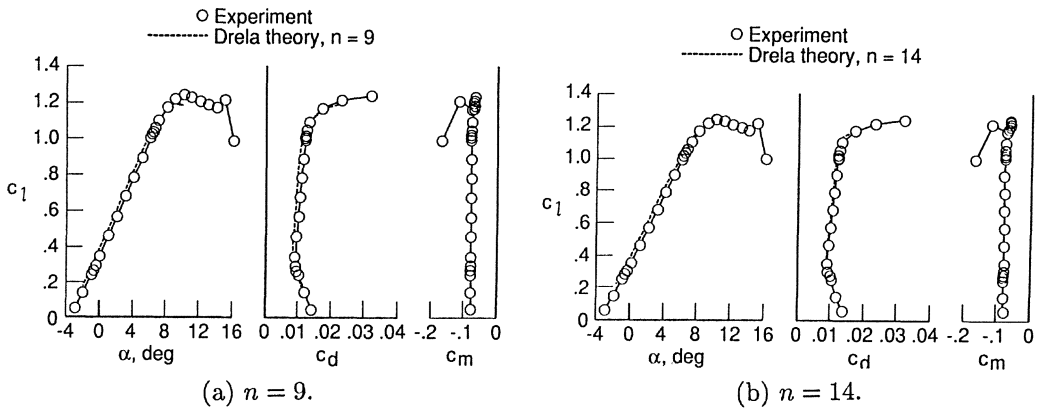 Experiment
Drela theory, n = 9
1.4
1.2
1.0
.8
.6
.4
.2
0
c_l
-4 0 4 8 12 16
α, deg
0 .01 .02 .03 .04
c_d
-.2 -.1 0
c_m
(a) n = 9.
Experiment
Drela theory, n = 14
1.4
1.2
1.0
.8
.6
.4
.2
0
c_l
-4 0 4 8 12 16
α, deg
0 .01 .02 .03 .04
c_d
-.2 -.1 0
c_m
(b) n = 14.